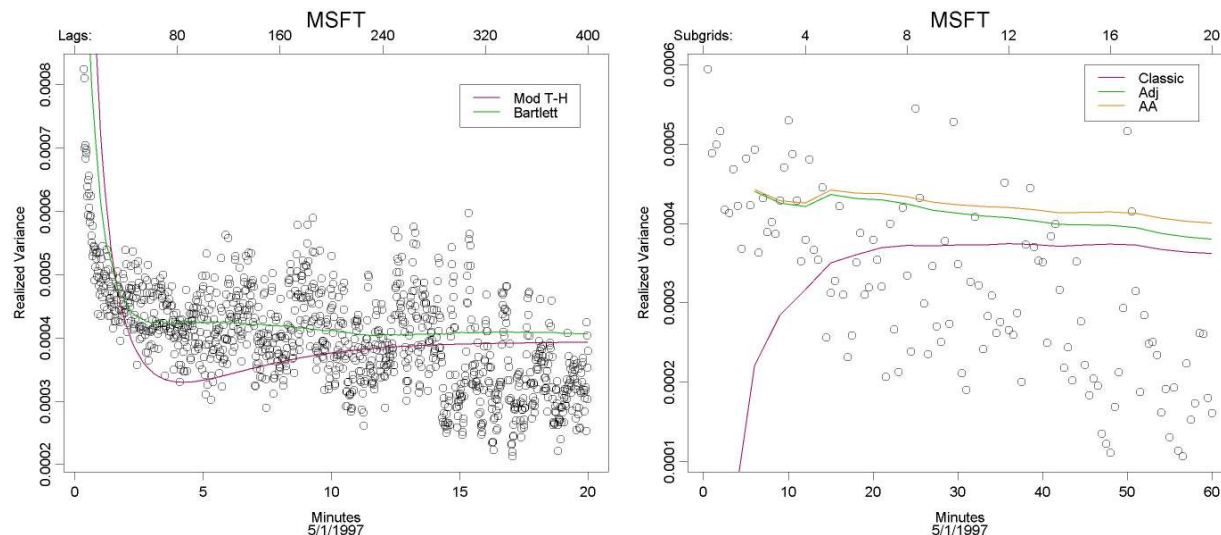 MSFT
Lags: 0 80 160 240 320 400
Realized Variance
0.0002 0.0003 0.0004 0.0005 0.0006 0.0007 0.0008
Mod T-H
Bartlett
0 5 10 15 20
Minutes
5/1/1997
MSFT
Subgrids: 0 4 8 12 16 20
Realized Variance
0.0001 0.0002 0.0003 0.0004 0.0005 0.0006
Classic
Adj
AA
0 10 20 30 40 50 60
Minutes
5/1/1997